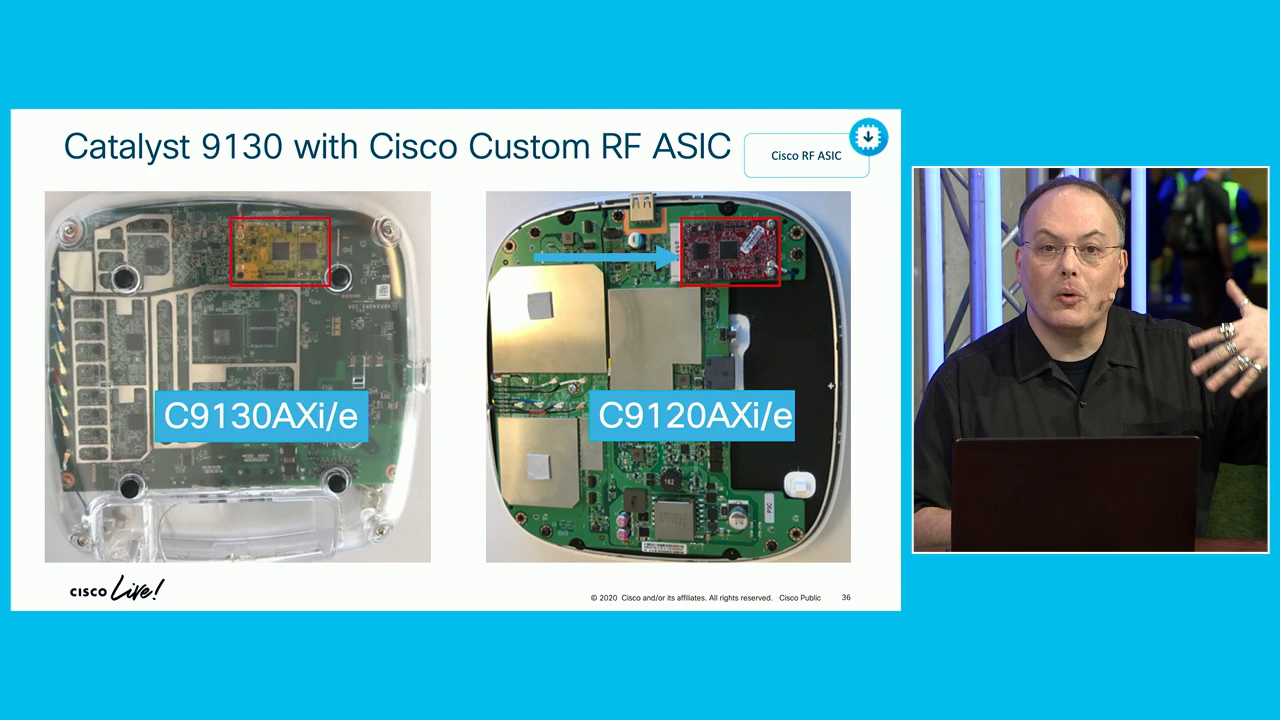 Catalyst 9130 with Cisco Custom RF ASIC
Cisco RF ASIC
C9130AXi/e
C9120AXi/e
162
CISCO Live!
© 2020 Cisco and/or its affiliates. All rights reserved. Cisco Public
36